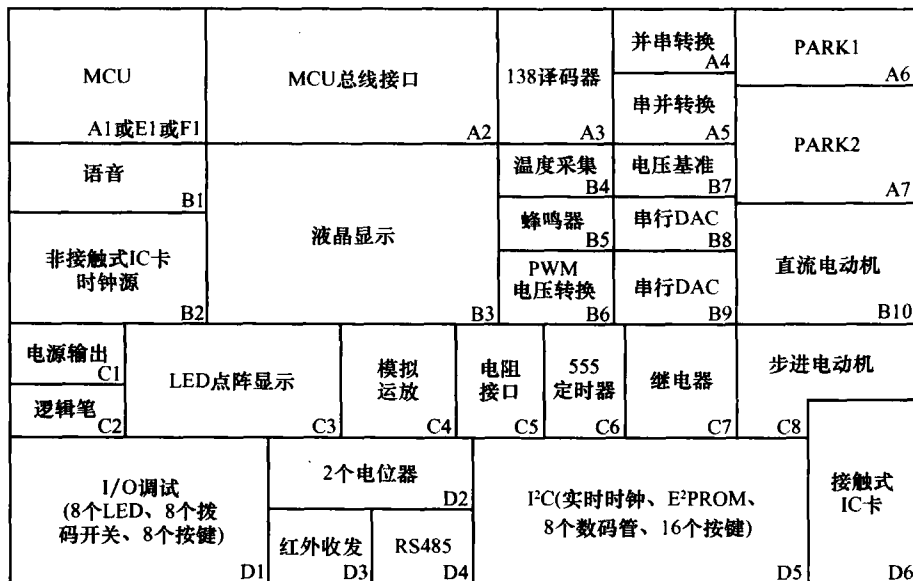 MCU
A1或E1或F1
MCU总线接口
A2
138译码器
A3
并串转换
A4
串并转换
A5
PARK1
A6
PARK2
A7
语音
B1
非接触式IC卡
时钟源
B2
液晶显示
B3
温度采集
B4
蜂鸣器
B5
PWM
电压转换
B6
电压基准
B7
串行DAC
B8
串行DAC
B9
直流电动机
B10
电源输出
C1
逻辑笔
C2
LED点阵显示
C3
模拟
运放
C4
电阻
接口
C5
555
定时器
C6
继电器
C7
步进电动机
C8
I/O调试
(8个LED、8个拨
码开关、8个按键)
D1
2个电位器
D2
红外收发
D3
RS485
D4
I²C(实时时钟、E²PROM、
8个数码管、16个按键)
D5
接触式
IC卡
D6